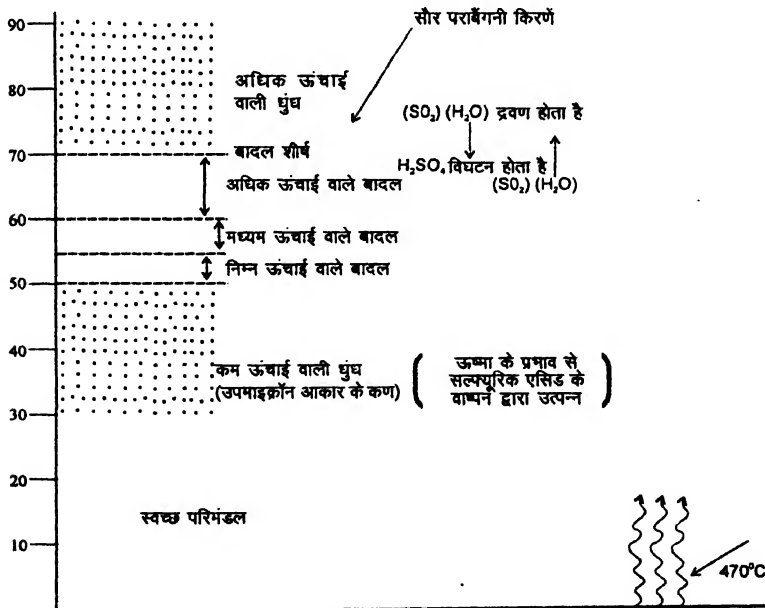 90
सौर पराबैंगनी किरणें
80
अधिक ऊंचाई
वाली धुंध
(SO₂) (H₂O) द्रवण होता है
70
बादल शीर्ष
H₂SO₄ विघटन होता है
(SO₂) (H₂O)
अधिक ऊंचाई वाले बादल
60
मध्यम ऊंचाई वाले बादल
निम्न ऊंचाई वाले बादल
50
40
कम ऊंचाई वाली धुंध
(उपमाइक्रॉन आकार के कण)
ऊष्मा के प्रभाव से
सल्फ्यूरिक एसिड के
वाष्पन द्वारा उत्पन्न
30
20
स्वच्छ परिमंडल
10
470°C